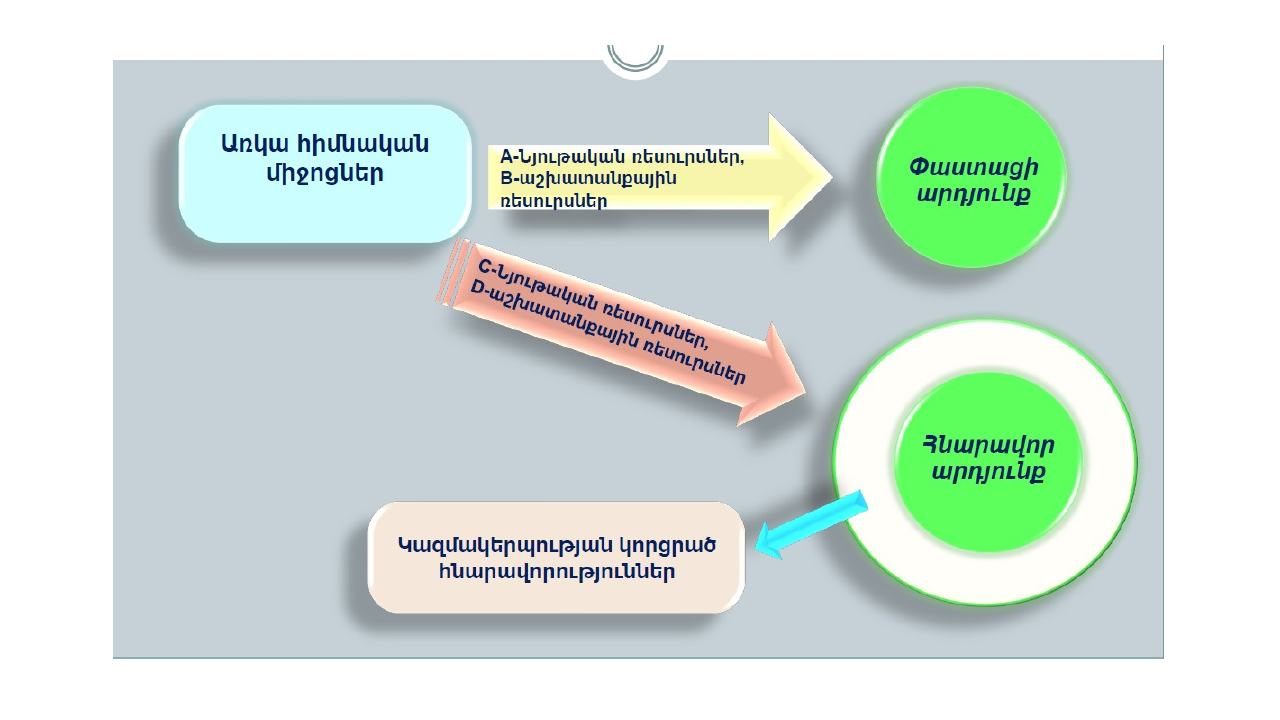 Առկա հիմնական
միջոցներ
A-Նյութական ռեսուրսներ,
B-աշխատանքային
ռեսուրսներ
Փաստացի
արդյունք
C-Նյութական ռեսուրսներ,
D-աշխատանքային ռեսուրսներ
Հնարավոր
արդյունք
Կազմակերպության կորցրած
հնարավորություններ